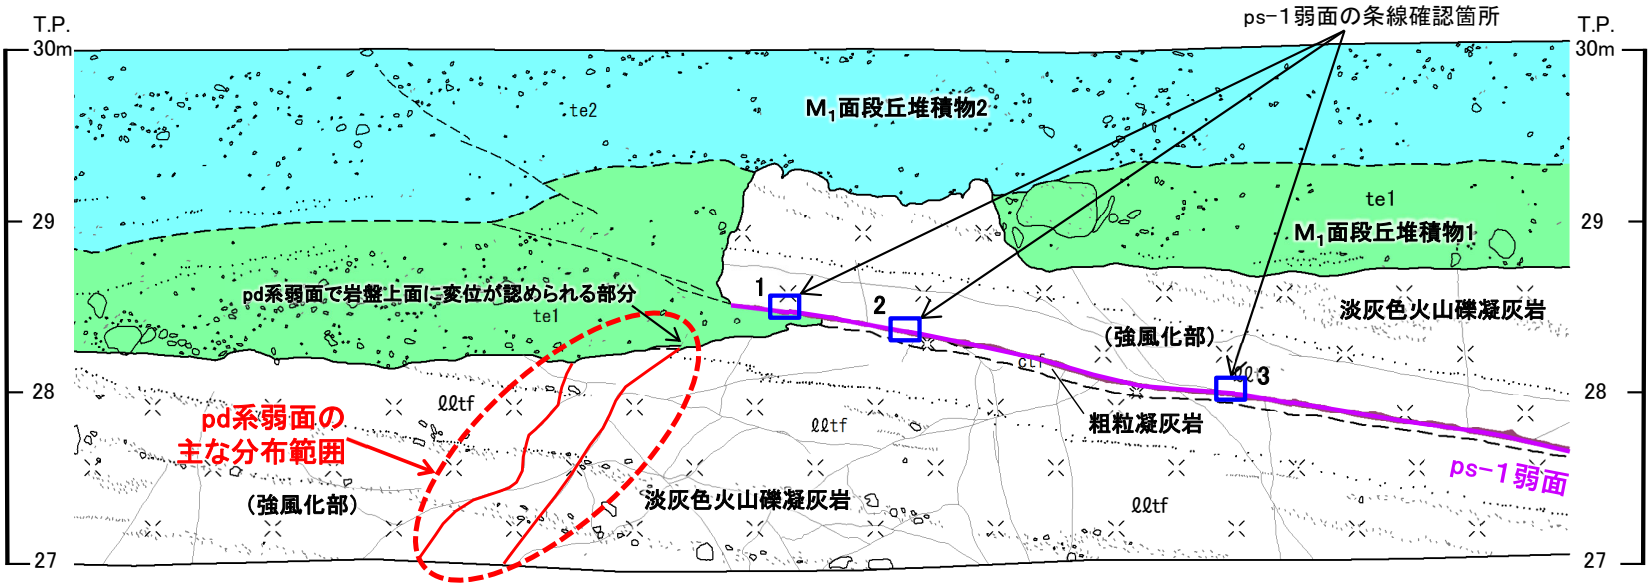 ps-1弱面の条線確認箇所
T.P.
T.P.
30m
30m
te2
M1面段丘堆積物2
te1
29
29
M1面段丘堆積物1
pd系弱面で岩盤上面に変位が認められる部分
1
te1
2
淡灰色火山礫凝灰岩
(強風化部)
ctf
ℓℓtf
3
28
28
ℓℓtf
pd系弱面の
主な分布範囲
ℓℓtf
粗粒凝灰岩
ps-1弱面
(強風化部)
淡灰色火山礫凝灰岩
ℓℓtf
27
27